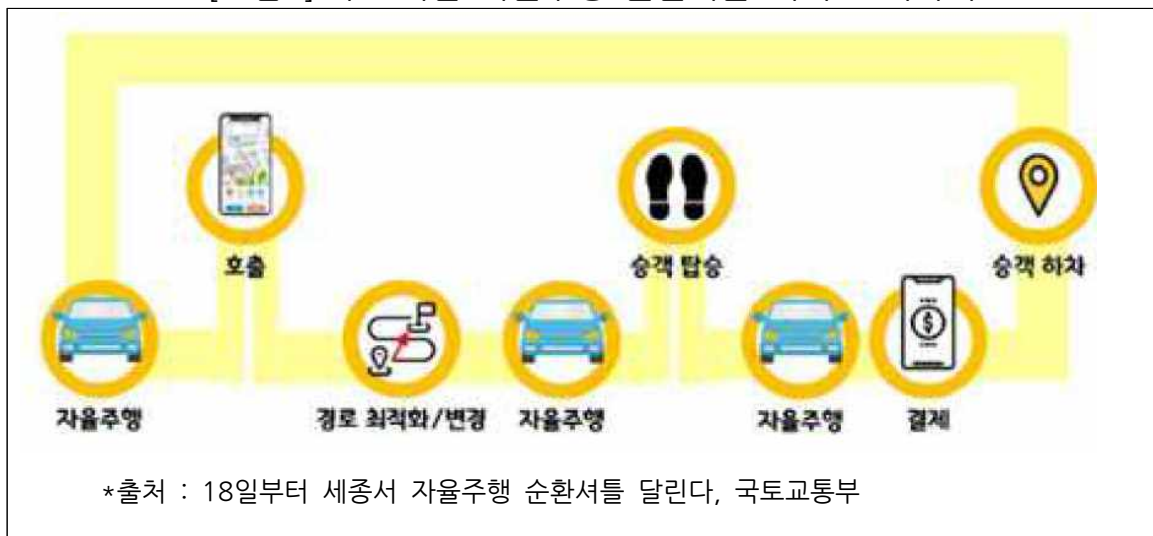 호출
승객 탑승
승객 하차
자율주행
경로 최적화/변경
자율주행
자율주행
결제
*출처 : 18일부터 세종서 자율주행 순환셔틀 달린다, 국토교통부